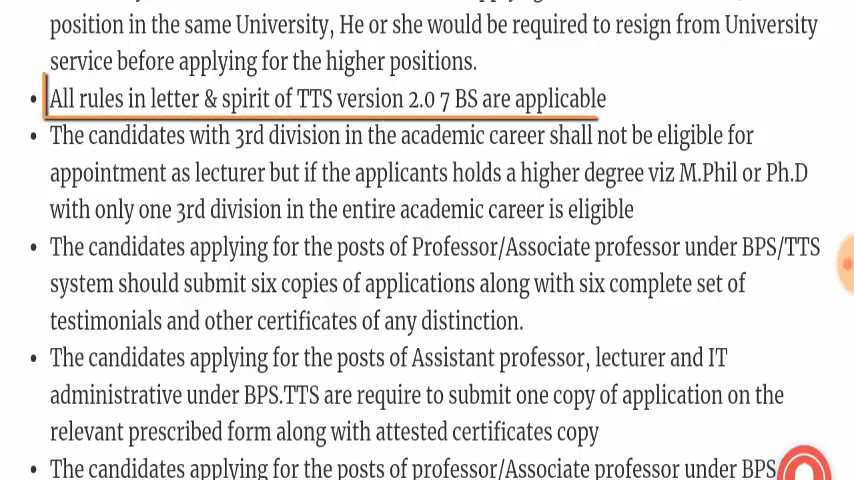 position in the same University, He or she would be required to resign from University
service before applying for the higher positions.
• All rules in letter & spirit of TTS version 2.0 7 BS are applicable
• The candidates with 3rd division in the academic career shall not be eligible for
appointment as lecturer but if the applicants holds a higher degree viz M.Phil or Ph.D
with only one 3rd division in the entire academic career is eligible
• The candidates applying for the posts of Professor/Associate professor under BPS/TTS
system should submit six copies of applications along with six complete set of
testimonials and other certificates of any distinction.
• The candidates applying for the posts of Assistant professor, lecturer and IT
administrative under BPS.TTS are require to submit one copy of application on the
relevant prescribed form along with attested certificates copy
• The candidates applying for the posts of professor/Associate professor under BPS